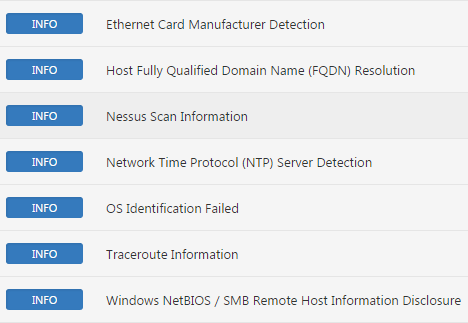 INFO Ethernet Card Manufacturer Detection
INFO Host Fully Qualified Domain Name (FQDN) Resolution
INFO Nessus Scan Information
INFO Network Time Protocol (NTP) Server Detection
INFO OS Identification Failed
INFO Traceroute Information
INFO Windows NetBIOS / SMB Remote Host Information Disclosure